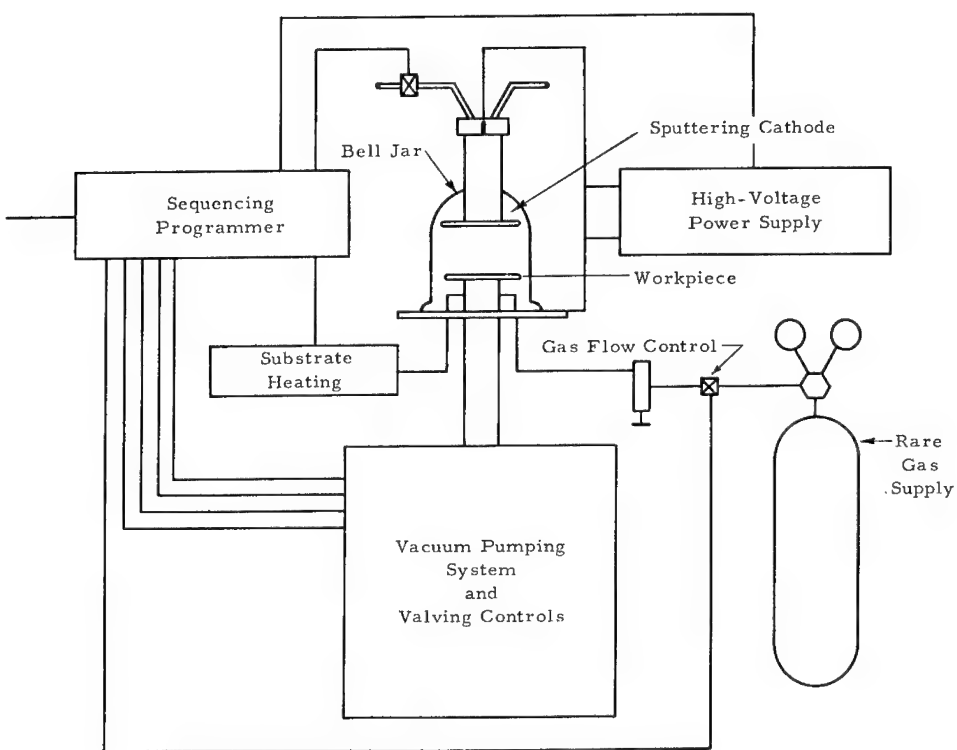 Sputtering Cathode
Bell Jar
Sequencing
Programmer
High-Voltage
Power Supply
Workpiece
Substrate
Heating
Gas Flow Control
Rare
Gas
Supply
Vacuum Pumping
System
and
Valving Controls